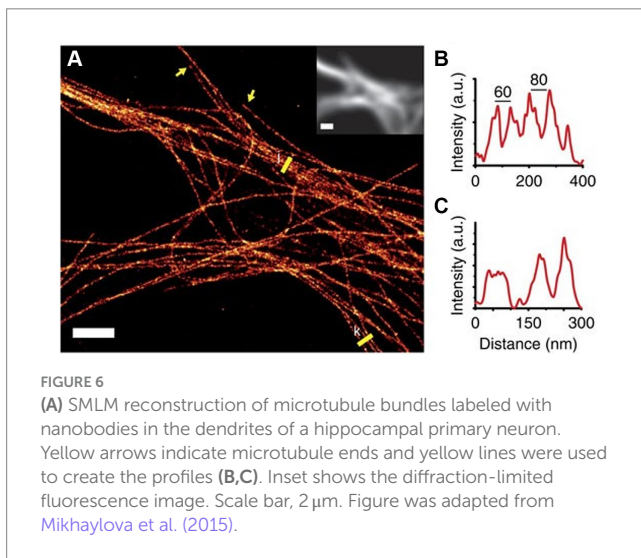 A
j
k
B
60
80
Intensity (a.u.)
0
200
400
C
Intensity (a.u.)
0
150
300
Distance (nm)
FIGURE 6
(A) SMLM reconstruction of microtubule bundles labeled with
nanobodies in the dendrites of a hippocampal primary neuron.
Yellow arrows indicate microtubule ends and yellow lines were used
to create the profiles (B,C). Inset shows the diffraction-limited
fluorescence image. Scale bar, 2 μm. Figure was adapted from
Mikhaylova et al. (2015).